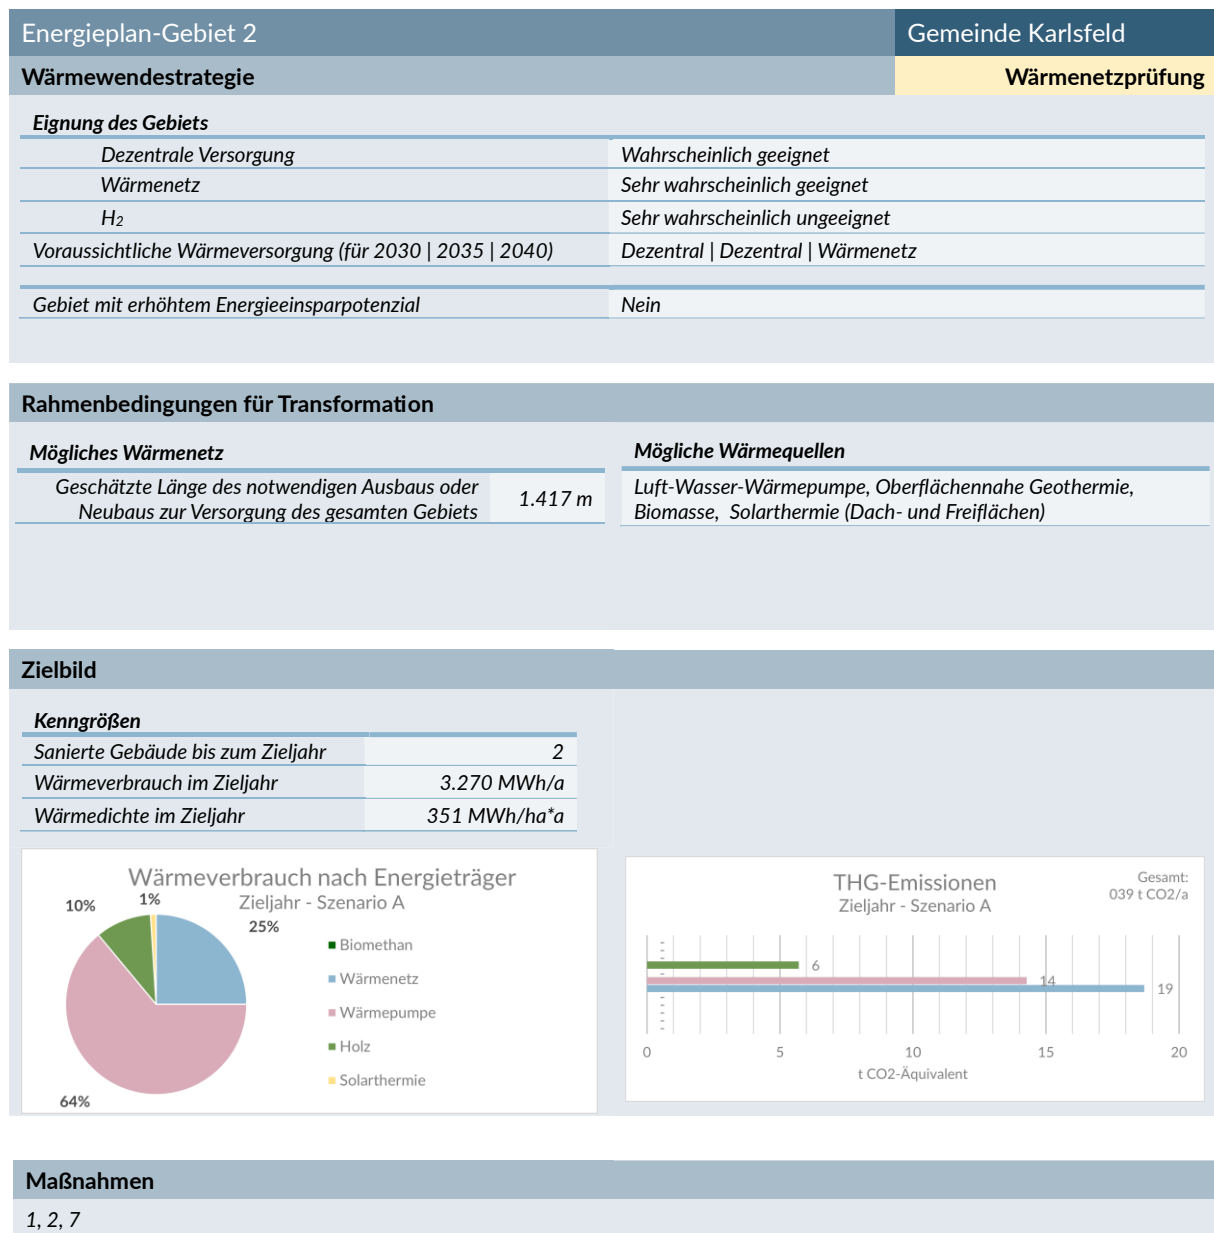 Energieplan-Gebiet 2
Gemeinde Karlsfeld
Wärmewendestrategie
Wärmenetzprüfung
Eignung des Gebiets
Dezentrale Versorgung
Wahrscheinlich geeignet
Wärmenetz
Sehr wahrscheinlich geeignet
H₂
Sehr wahrscheinlich ungeeignet
Voraussichtliche Wärmeversorgung (für 2030 | 2035 | 2040)
Dezentral | Dezentral | Wärmenetz
Gebiet mit erhöhtem Energieeinsparpotenzial
Nein
Rahmenbedingungen für Transformation
Mögliches Wärmenetz
Geschätzte Länge des notwendigen Ausbaus oder
Neubaus zur Versorgung des gesamten Gebiets
1.417 m
Mögliche Wärmequellen
Luft-Wasser-Wärmepumpe, Oberflächennahe Geothermie,
Biomasse, Solarthermie (Dach- und Freiflächen)
Zielbild
Kenngrößen
Sanierte Gebäude bis zum Zieljahr
2
Wärmeverbrauch im Zieljahr
3.270 MWh/a
Wärmedichte im Zieljahr
351 MWh/ha*a
Wärmeverbrauch nach Energieträger
Zieljahr - Szenario A
10%
1%
25%
64%
Biomethan
Wärmenetz
Wärmepumpe
Holz
Solarthermie
THG-Emissionen
Zieljahr - Szenario A
Gesamt:
039 t CO2/a
6
14
19
0 5 10 15 20
t CO2-Äquivalent
Maßnahmen
1, 2, 7